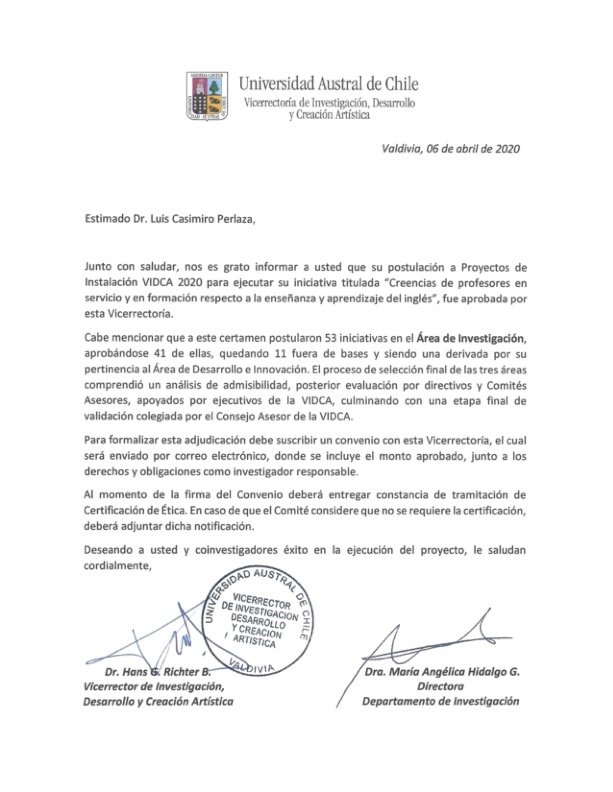 Universidad Austral de Chile
Vicerrectoría de Investigación, Desarrollo
y Creación Artística
Valdivia, 06 de abril de 2020
Estimado Dr. Luis Casimiro Perlaza,
Junto con saludar, nos es grato informar a usted que su postulación a Proyectos de
Instalación VIDCA 2020 para ejecutar su iniciativa titulada “Creencias de profesores en
servicio y en formación respecto a la enseñanza y aprendizaje del inglés”, fue aprobada por
esta Vicerrectoría.
Cabe mencionar que a este certamen postularon 53 iniciativas en el Área de Investigación,
aprobándose 41 de ellas, quedando 11 fuera de bases y siendo una derivada por su
pertinencia al Área de Desarrollo e Innovación. El proceso de selección final de las tres áreas
comprendió un análisis de admisibilidad, posterior evaluación por directivos y Comités
Asesores, apoyados por ejecutivos de la VIDCA, culminando con una etapa final de
validación colegiada por el Consejo Asesor de la VIDCA.
Para formalizar esta adjudicación debe suscribir un convenio con esta Vicerrectoría, el cual
será enviado por correo electrónico, donde se incluye el monto aprobado, junto a los
derechos y obligaciones como investigador responsable.
Al momento de la firma del Convenio deberá entregar constancia de tramitación de
Certificación de Ética. En caso de que el Comité considere que no se requiere la certificación,
deberá adjuntar dicha notificación.
Deseando a usted y coinvestigadores éxito en la ejecución del proyecto, le saludan
cordialmente,
UNIVERSIDAD AUSTRAL DE CHILE
VICERRECTOR
DE INVESTIGACION
DESARROLLO
Y CREACION
ARTISTICA
VALDIVIA
Dr. Hans G. Richter B.
Vicerrector de Investigación,
Desarrollo y Creación Artística
Dra. María Angélica Hidalgo G.
Directora
Departamento de Investigación